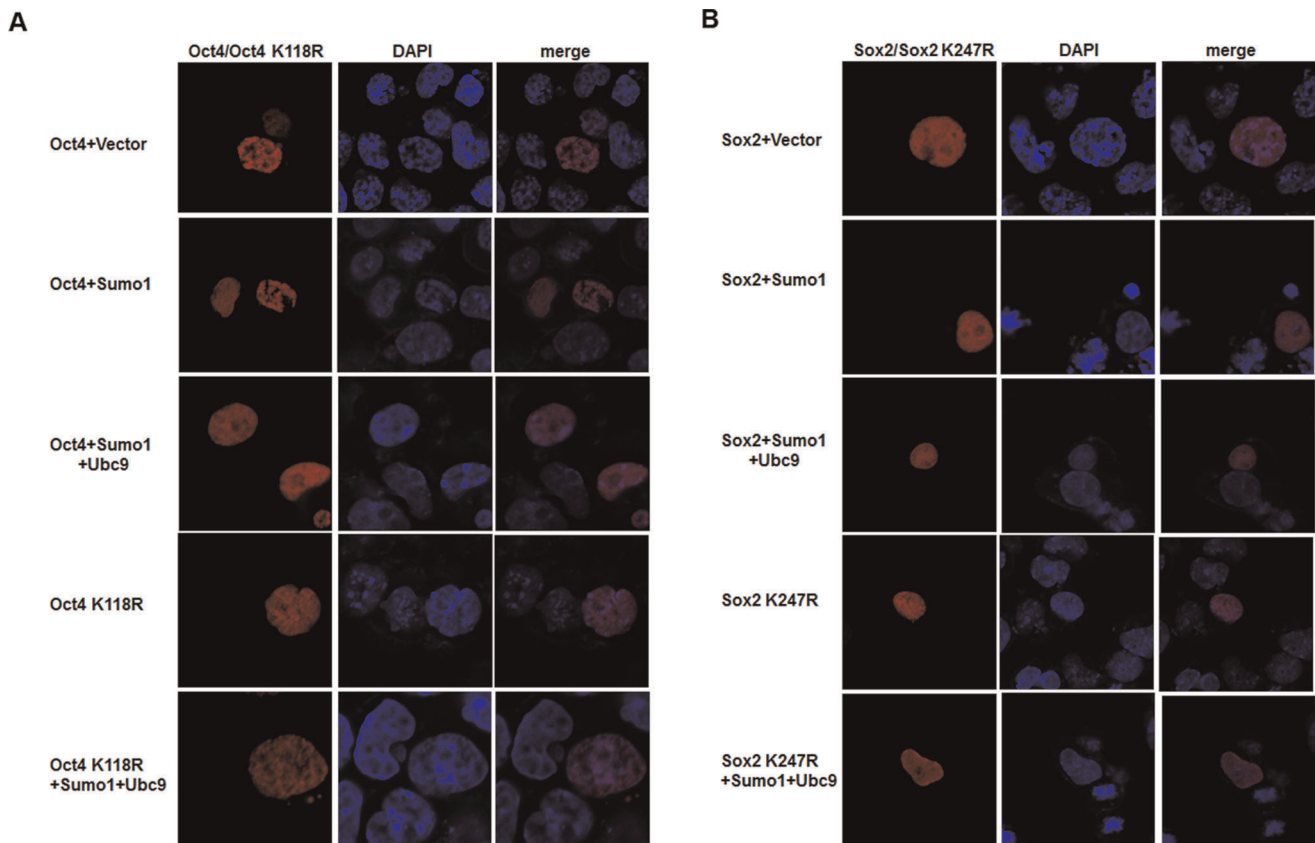 A
Oct4/Oct4 K118R DAPI merge
Oct4+Vector
Oct4+Sumo1
Oct4+Sumo1
+Ubc9
Oct4 K118R
Oct4 K118R
+Sumo1+Ubc9
B
Sox2/Sox2 K247R DAPI merge
Sox2+Vector
Sox2+Sumo1
Sox2+Sumo1
+Ubc9
Sox2 K247R
Sox2 K247R
+Sumo1+Ubc9